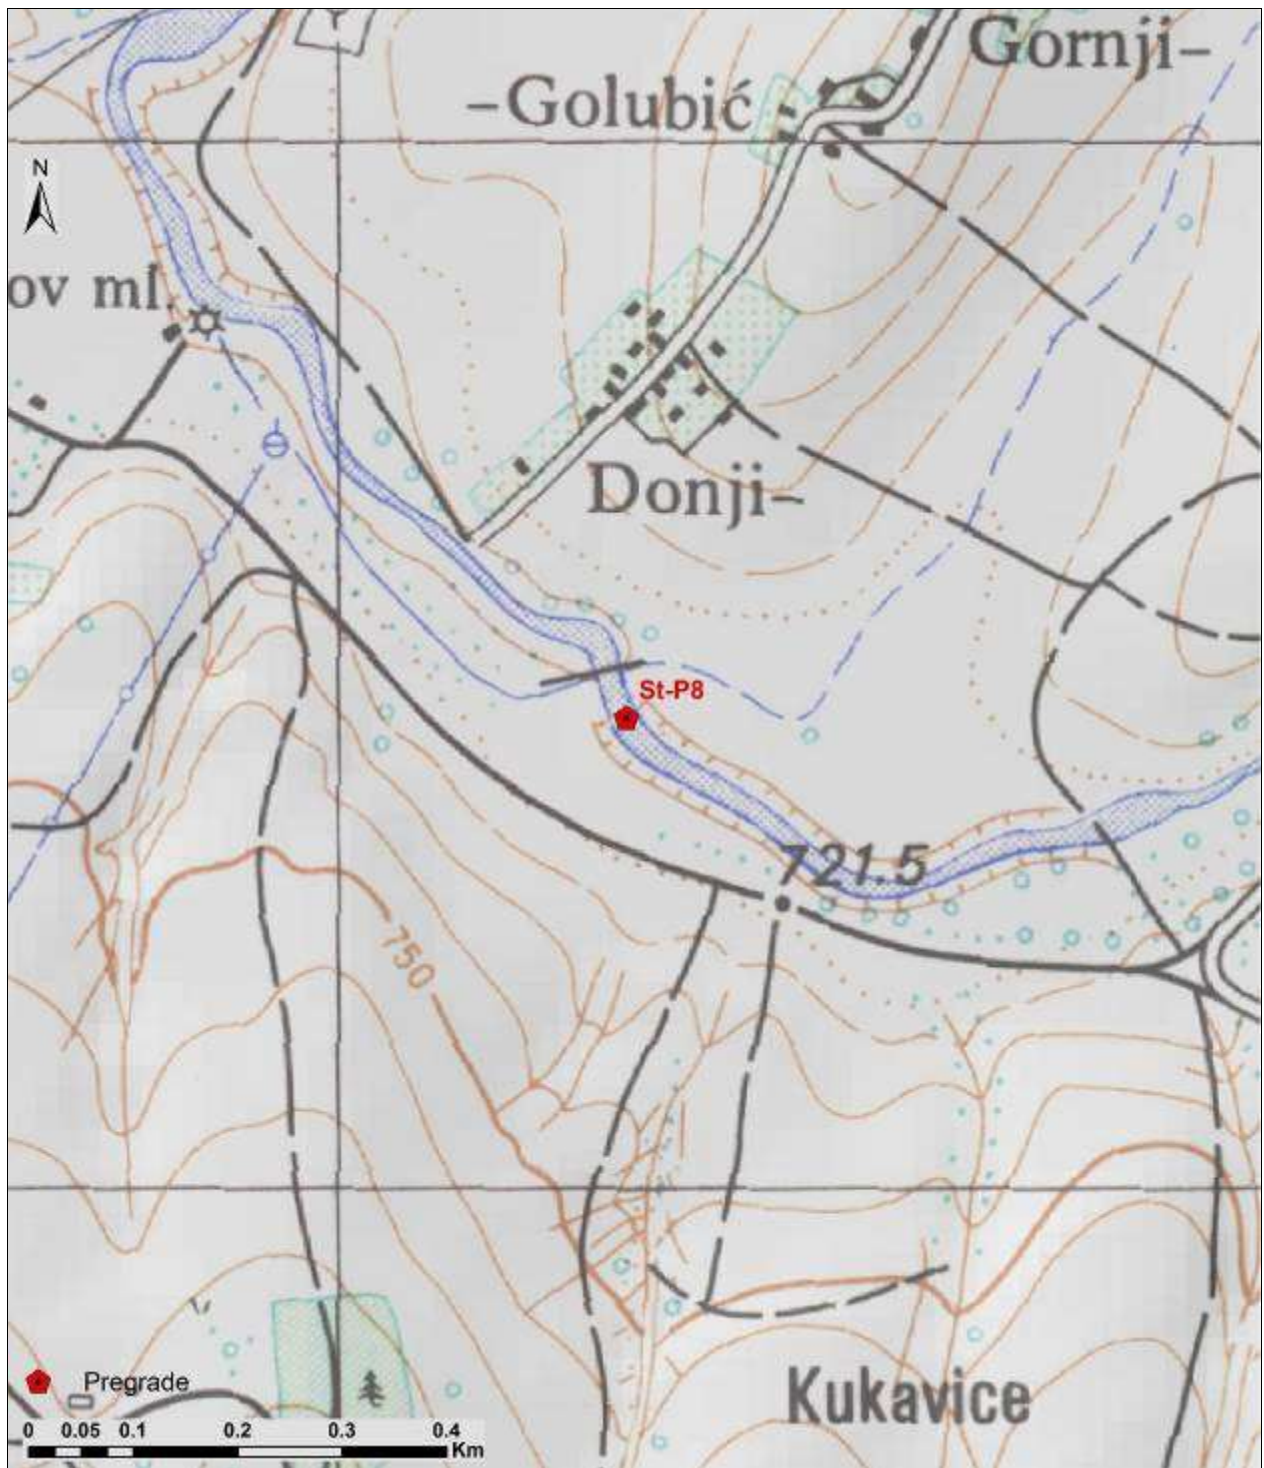 Gornji-
-Golubić
N
ov ml.
Donji-
St-P8
721.5
750
Kukavice
Pregrade
0 0.05 0.1 0.2 0.3 0.4
Km